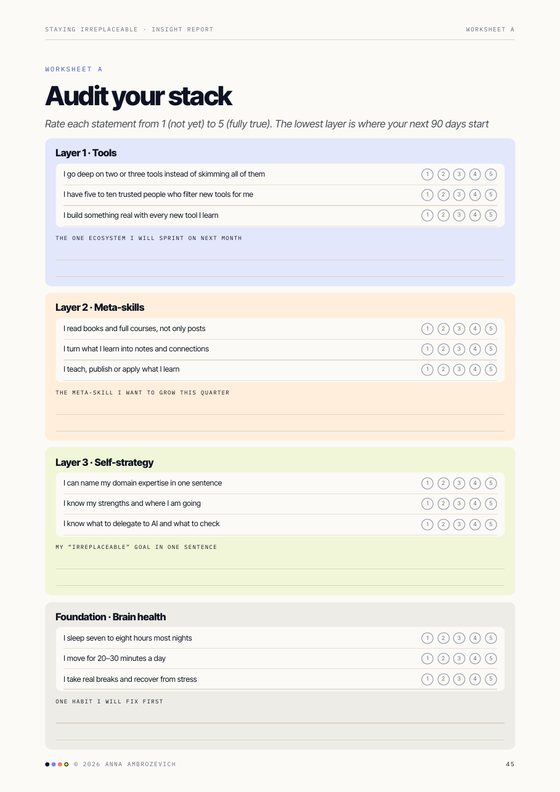 STAYING IRREPLACEABLE · INSIGHT REPORT
WORKSHEET A
WORKSHEET A
Audit your stack
Rate each statement from 1 (not yet) to 5 (fully true). The lowest layer is where your next 90 days start
Layer 1 · Tools
I go deep on two or three tools instead of skimming all of them 1 2 3 4 5
I have five to ten trusted people who filter new tools for me 1 2 3 4 5
I build something real with every new tool I learn 1 2 3 4 5
THE ONE ECOSYSTEM I WILL SPRINT ON NEXT MONTH
Layer 2 · Meta-skills
I read books and full courses, not only posts 1 2 3 4 5
I turn what I learn into notes and connections 1 2 3 4 5
I teach, publish or apply what I learn 1 2 3 4 5
THE META-SKILL I WANT TO GROW THIS QUARTER
Layer 3 · Self-strategy
I can name my domain expertise in one sentence 1 2 3 4 5
I know my strengths and where I am going 1 2 3 4 5
I know what to delegate to AI and what to check 1 2 3 4 5
MY “IRREPLACEABLE” GOAL IN ONE SENTENCE
Foundation · Brain health
I sleep seven to eight hours most nights 1 2 3 4 5
I move for 20–30 minutes a day 1 2 3 4 5
I take real breaks and recover from stress 1 2 3 4 5
ONE HABIT I WILL FIX FIRST
© 2026 ANNA AMBROZEVICH
45